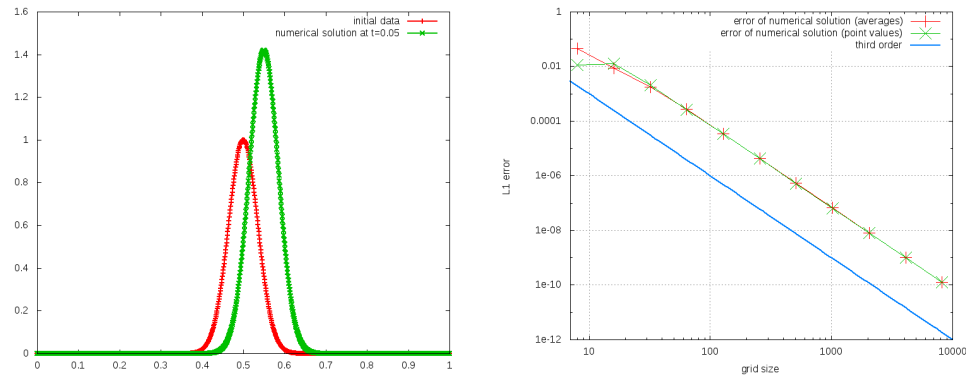 initial data
numerical solution at t=0.05
1.6
1.4
1.2
1
0.8
0.6
0.4
0.2
0
0 0.1 0.2 0.3 0.4 0.5 0.6 0.7 0.8 0.9 1
error of numerical solution (averages)
error of numerical solution (point values)
third order
1
0.01
0.0001
1e-06
1e-08
1e-10
1e-12
L1 error
10 100 1000 10000
grid size